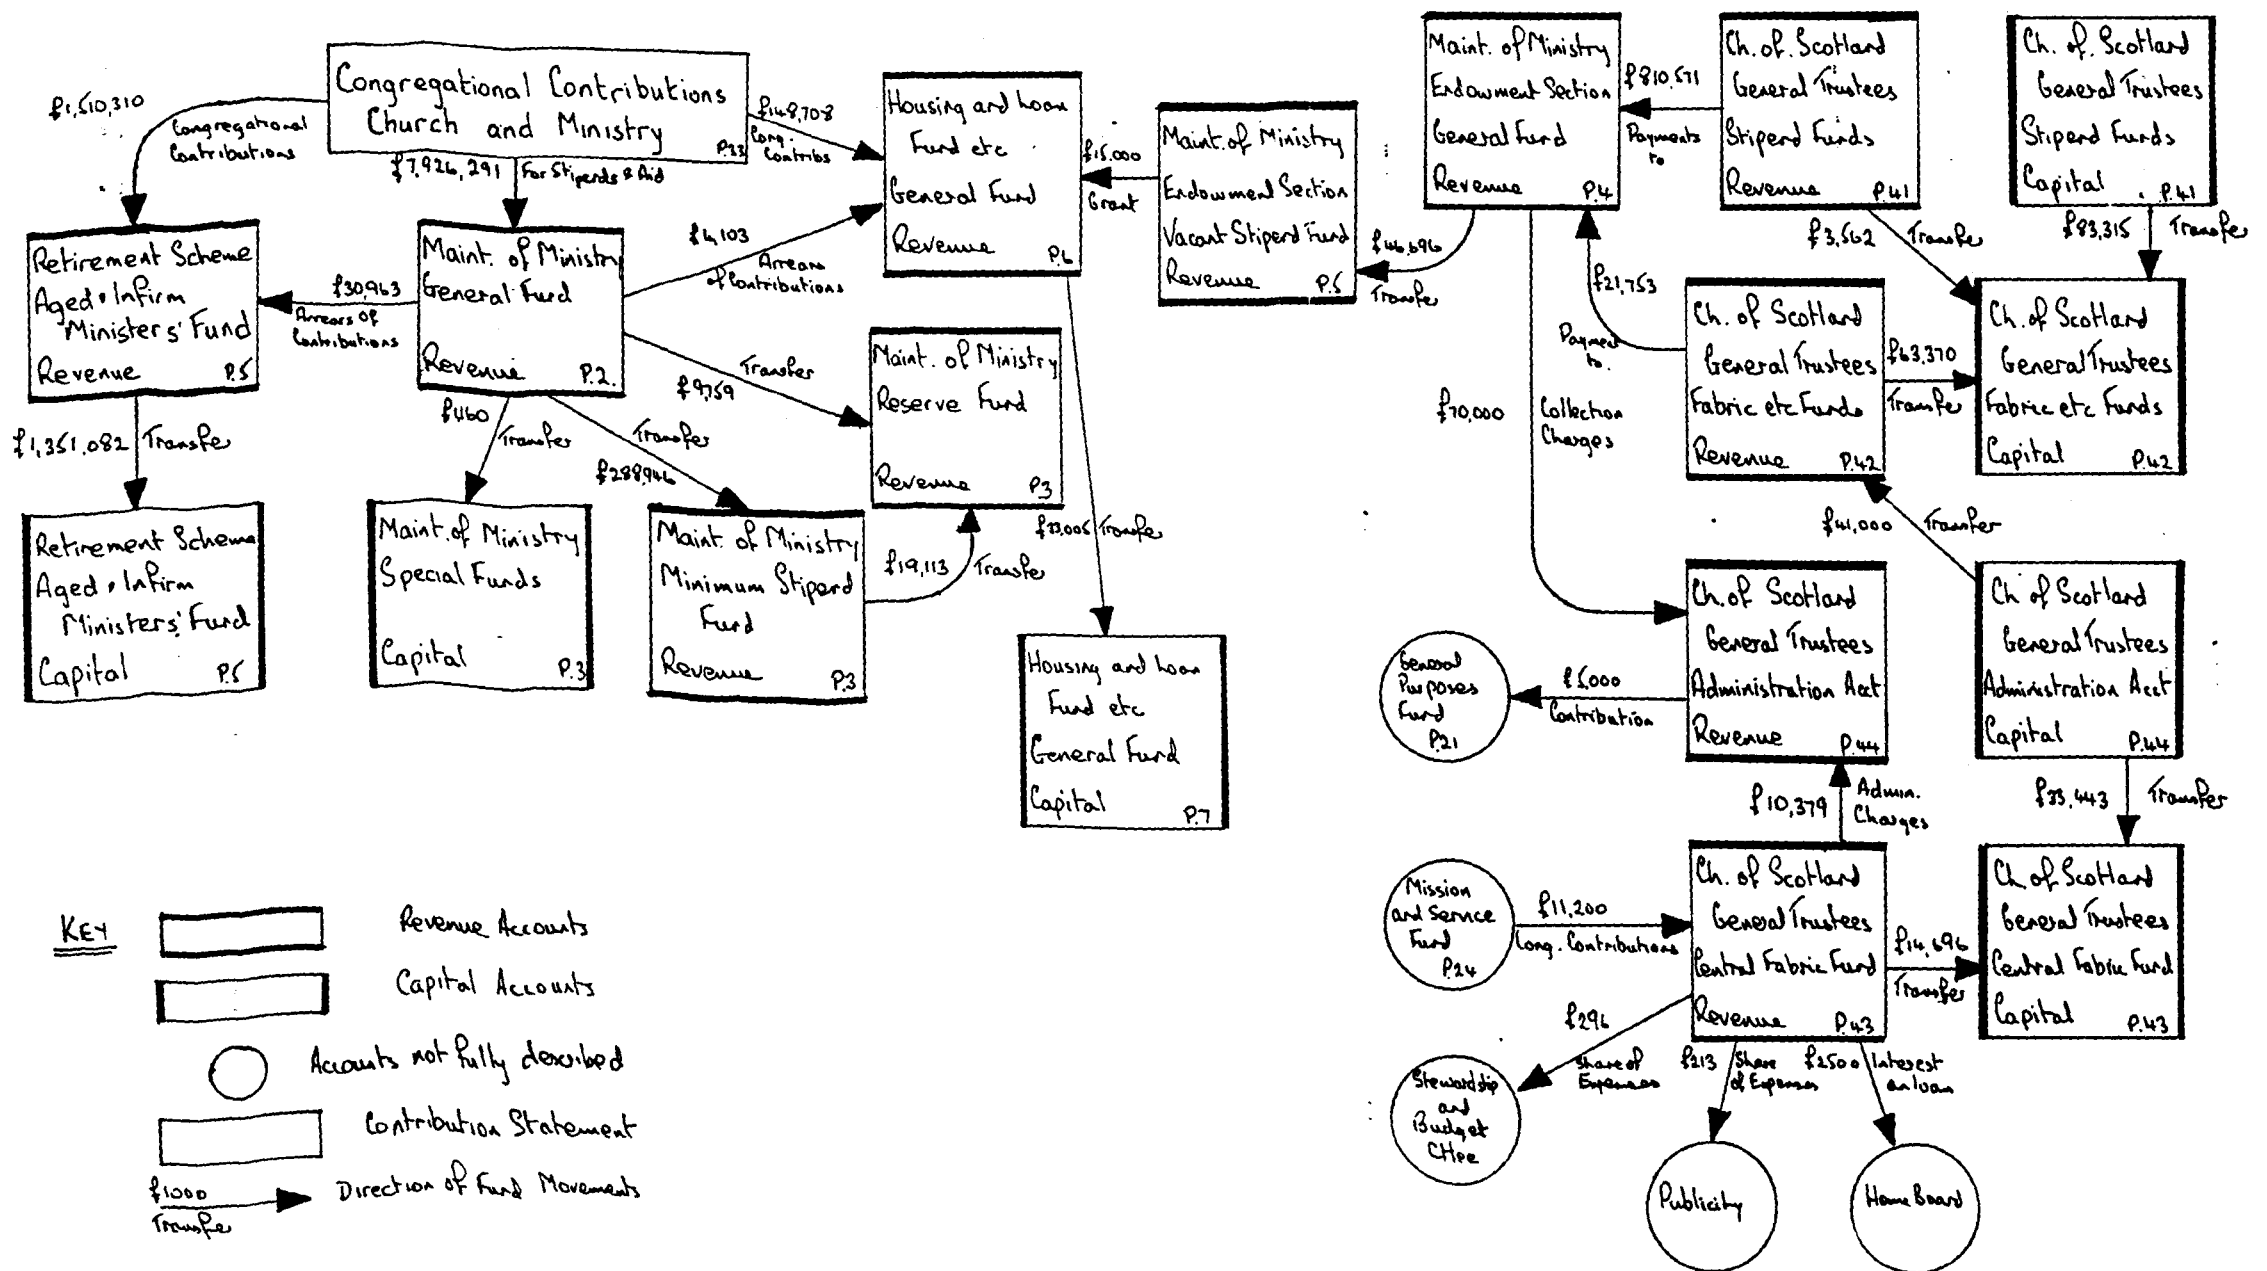 Congregational Contributions
Church and Ministry
P.33
£1,510,310
Congregational
Contributions
£7,926,291
For Stipends & Aid
£148,708
Cong.
Contribs
Housing and Loan
Fund etc
General Fund
Revenue P.6
£15,000
Grant
Maint. of Ministry
Endowment Section
Vacant Stipend Fund
Revenue P.5
Retirement Scheme
Aged & Infirm
Ministers' Fund
Revenue P.5
£30,963
Arrears of
Contributions
Maint. of Ministry
General Fund
Revenue P.2.
£4,103
Arrears
of Contributions
£9,759
Transfer
Maint. of Ministry
Reserve Fund
Revenue P.3
£1,351,082
Transfer
£460
Transfer
Transfer
£288,946
£19,113
Transfer
£33,005
Transfer
Retirement Scheme
Aged & Infirm
Ministers' Fund
Capital P.5
Maint. of Ministry
Special Funds
Capital P.3
Maint. of Ministry
Minimum Stipend
Fund
Revenue P.3
Housing and Loan
Fund etc
General Fund
Capital P.7
Maint. of Ministry
Endowment Section
General Fund
Revenue P.4
£810,571
Payments
to
Ch. of Scotland
General Trustees
Stipend Funds
Revenue P.41
Ch. of Scotland
General Trustees
Stipend Funds
Capital P.41
£46,696
Transfer
£21,753
Payment
to.
£3,562
Transfer
£83,315
Transfer
Ch. of Scotland
General Trustees
Fabric etc Funds
Revenue P.42
£63,370
Transfer
Ch. of Scotland
General Trustees
Fabric etc Funds
Capital P.42
£70,000
Collection
Charges
£41,000
Transfer
Ch. of Scotland
General Trustees
Administration Acct
Revenue P.44
Ch of Scotland
General Trustees
Administration Acct
Capital P.44
General
Purposes
Fund
P.21
£5,000
Contribution
£10,379
Admin.
Charges
£33,443
Transfer
Mission
and Service
Fund
P.24
£11,200
Cong. Contributions
Ch. of Scotland
General Trustees
Central Fabric Fund
Revenue P.43
£14,696
Transfer
Ch. of Scotland
General Trustees
Central Fabric Fund
Capital P.43
£296
Share of
Expenses
£213
Share
of Expenses
£2500
Interest
on loan
Stewardship
and
Budget
Cttee
Publicity
Home Board
KEY
Revenue Accounts
Capital Accounts
Accounts not fully described
Contribution Statement
£1000
Transfer
Direction of Fund Movements